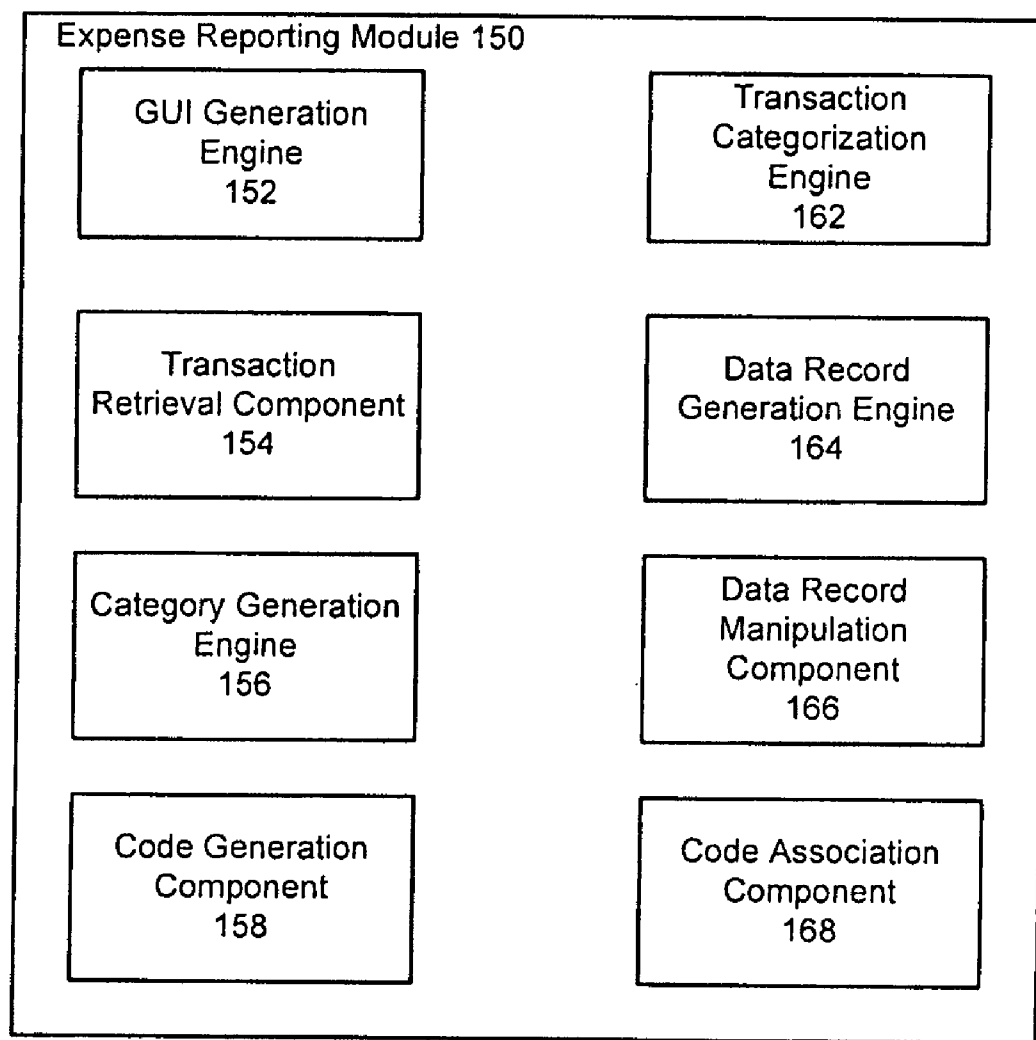 Expense Reporting Module 150
GUI Generation
Engine
152
Transaction
Categorization
Engine
162
Transaction
Retrieval Component
154
Data Record
Generation Engine
164
Category Generation
Engine
156
Data Record
Manipulation
Component
166
Code Generation
Component
158
Code Association
Component
168